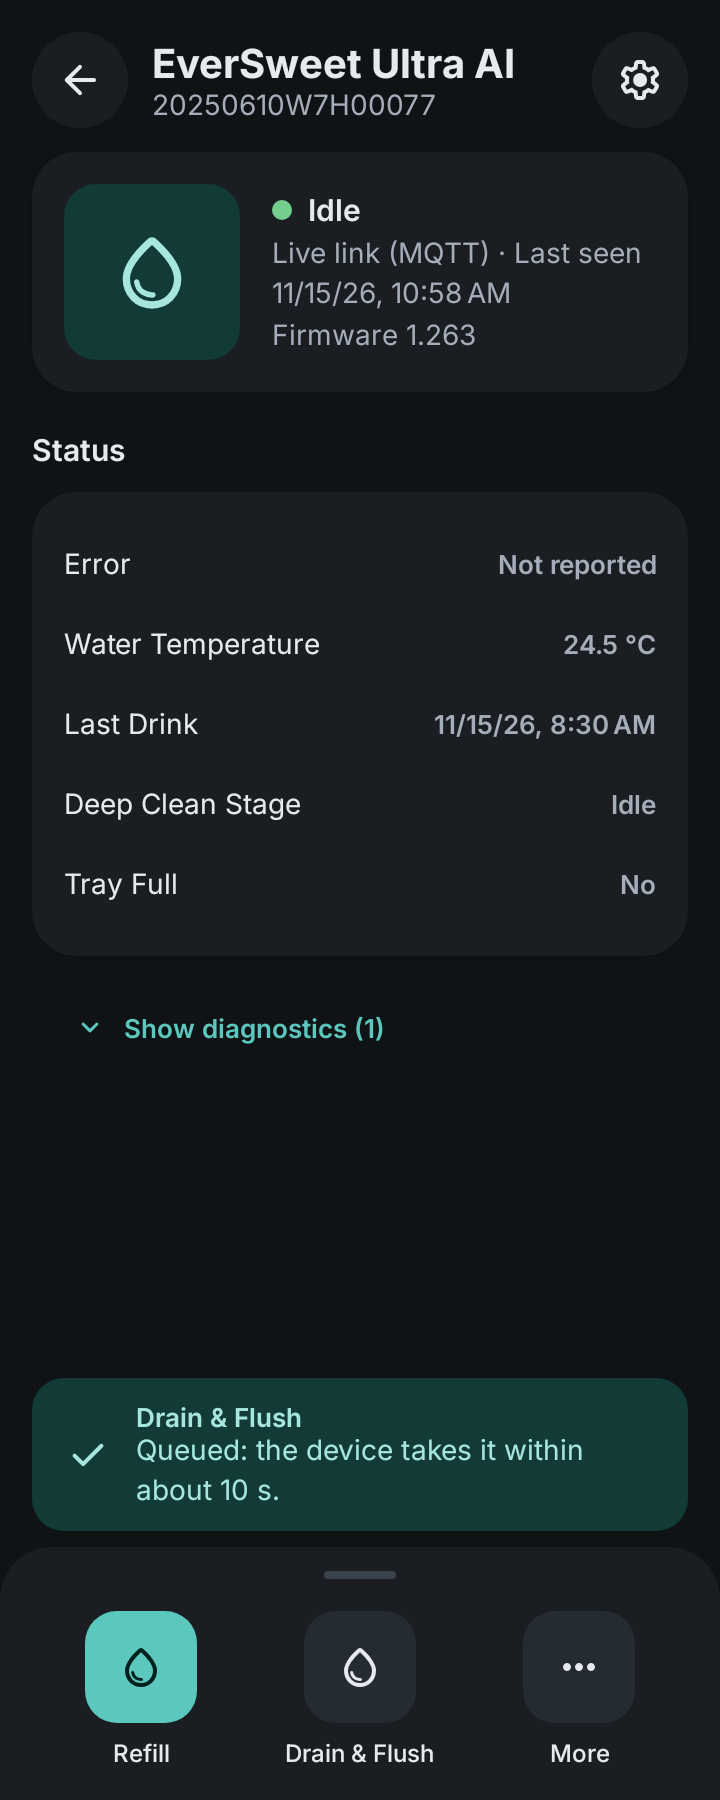 EverSweet Ultra AI
20250610W7H00077
Idle
Live link (MQTT) · Last seen
11/15/26, 10:58 AM
Firmware 1.263
Status
Error Not reported
Water Temperature 24.5 °C
Last Drink 11/15/26, 8:30 AM
Deep Clean Stage Idle
Tray Full No
Show diagnostics (1)
Drain & Flush
Queued: the device takes it within
about 10 s.
Refill Drain & Flush More